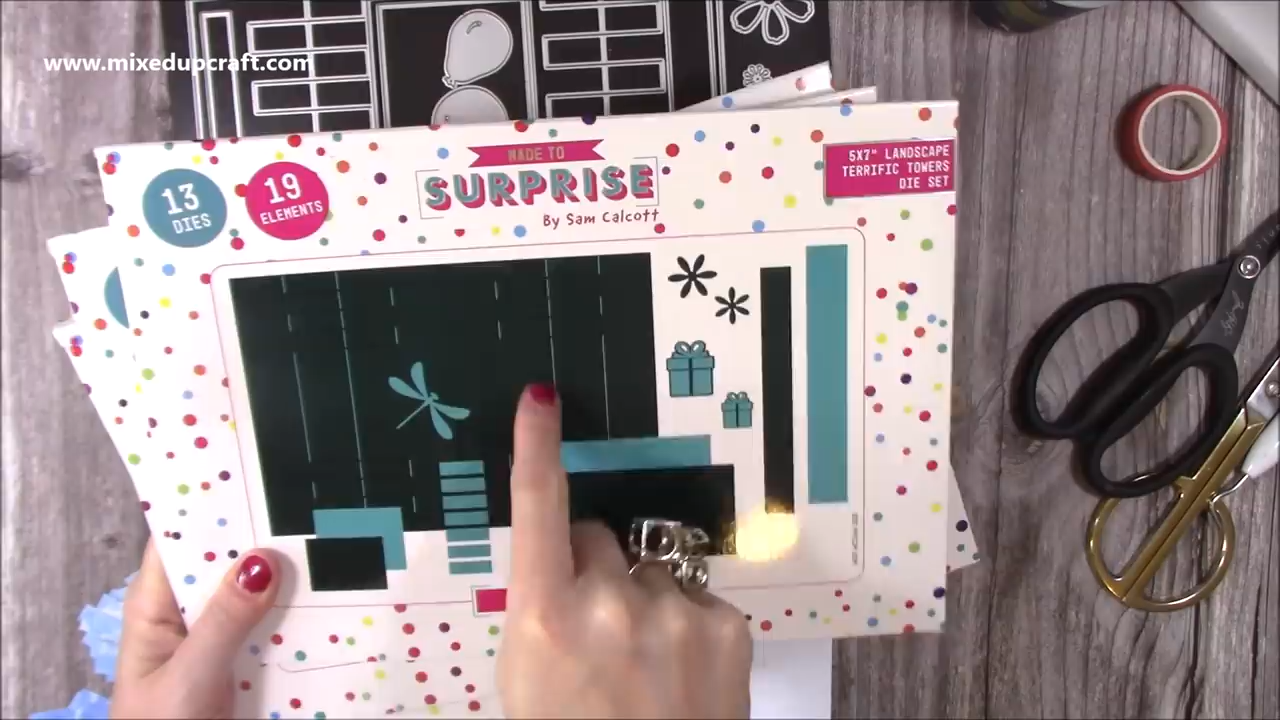 www.mixedupcraft.com
13
DIES
19
ELEMENTS
MADE TO
SURPRISE
By Sam Calcott
5X7" LANDSCAPE
TERRIFIC TOWERS
DIE SET